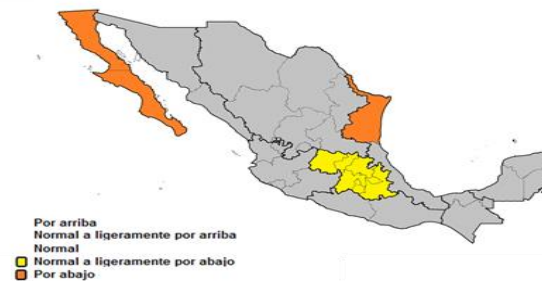 Por arriba
Normal a ligeramente por arriba
Normal
Normal a ligeramente por abajo
Por abajo